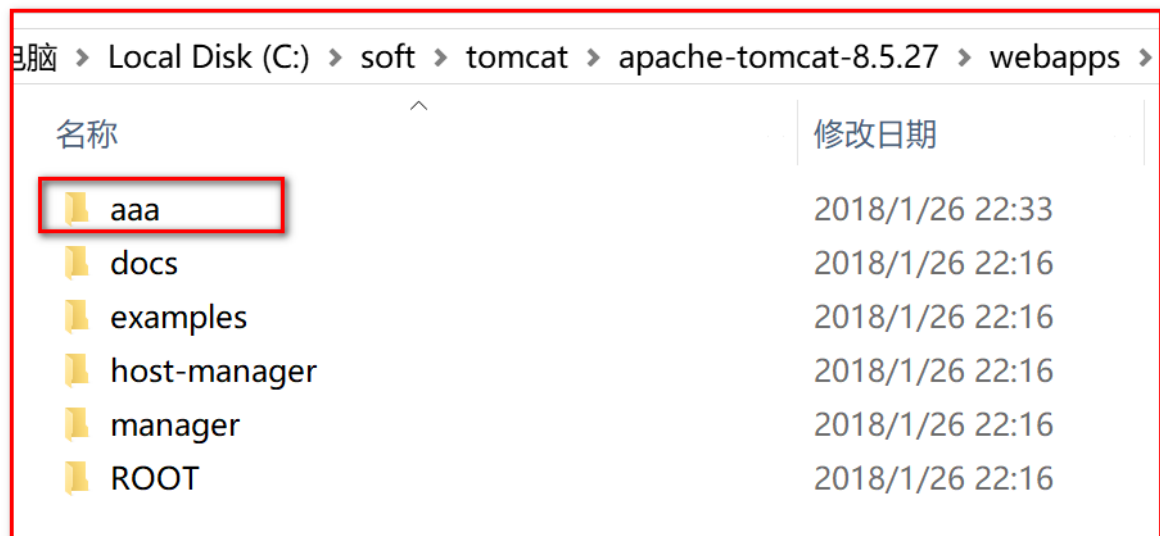 电脑 > Local Disk (C:) > soft > tomcat > apache-tomcat-8.5.27 > webapps >
名称 修改日期
aaa 2018/1/26 22:33
docs 2018/1/26 22:16
examples 2018/1/26 22:16
host-manager 2018/1/26 22:16
manager 2018/1/26 22:16
ROOT 2018/1/26 22:16